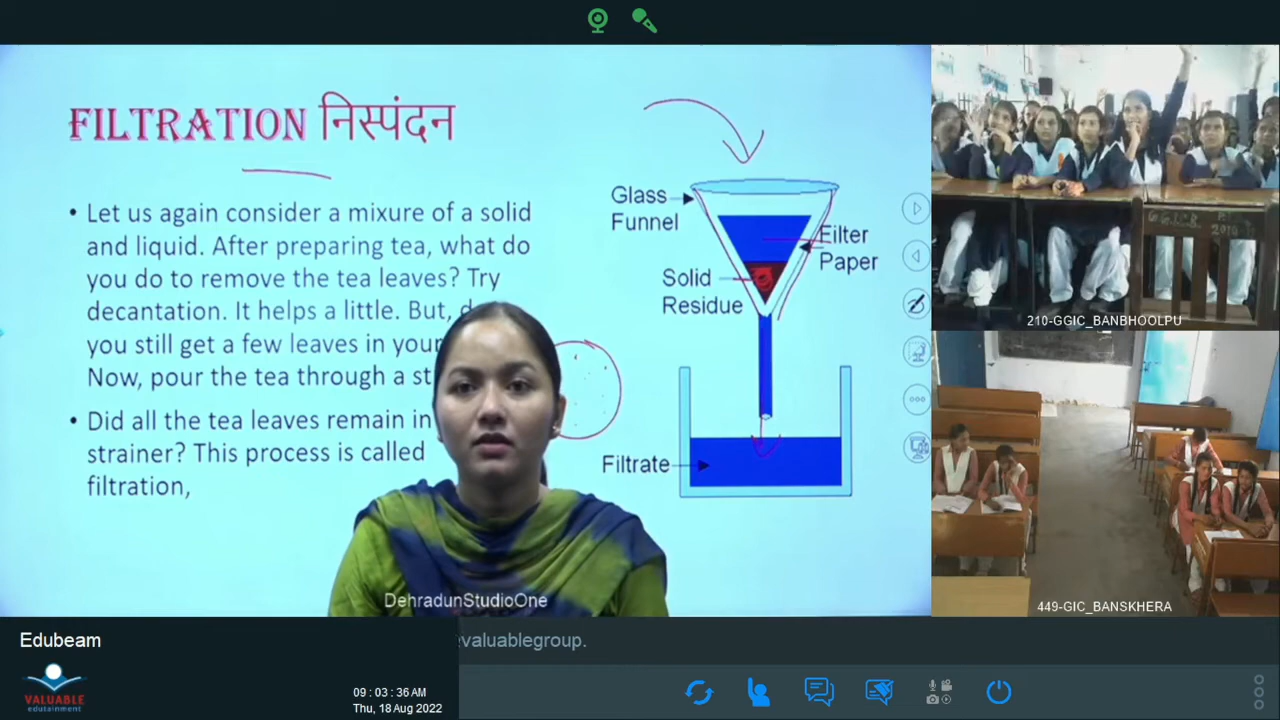 FILTRATION निस्पंदन
• Let us again consider a mixure of a solid
and liquid. After preparing tea, what do
you do to remove the tea leaves? Try
decantation. It helps a little. But,
you still get a few leaves in your
Now, pour the tea through a
• Did all the tea leaves remain in
strainer? This process is called
filtration,
Glass
Funnel
Filter
Paper
Solid
Residue
Filtrate
DehradunStudioOne
210-GGIC_BANBHOOLPU
449-GIC_BANSKHERA
Edubeam
evaluablegroup.
VALUABLE
edutainment
09 : 03 : 36 AM
Thu, 18 Aug 2022